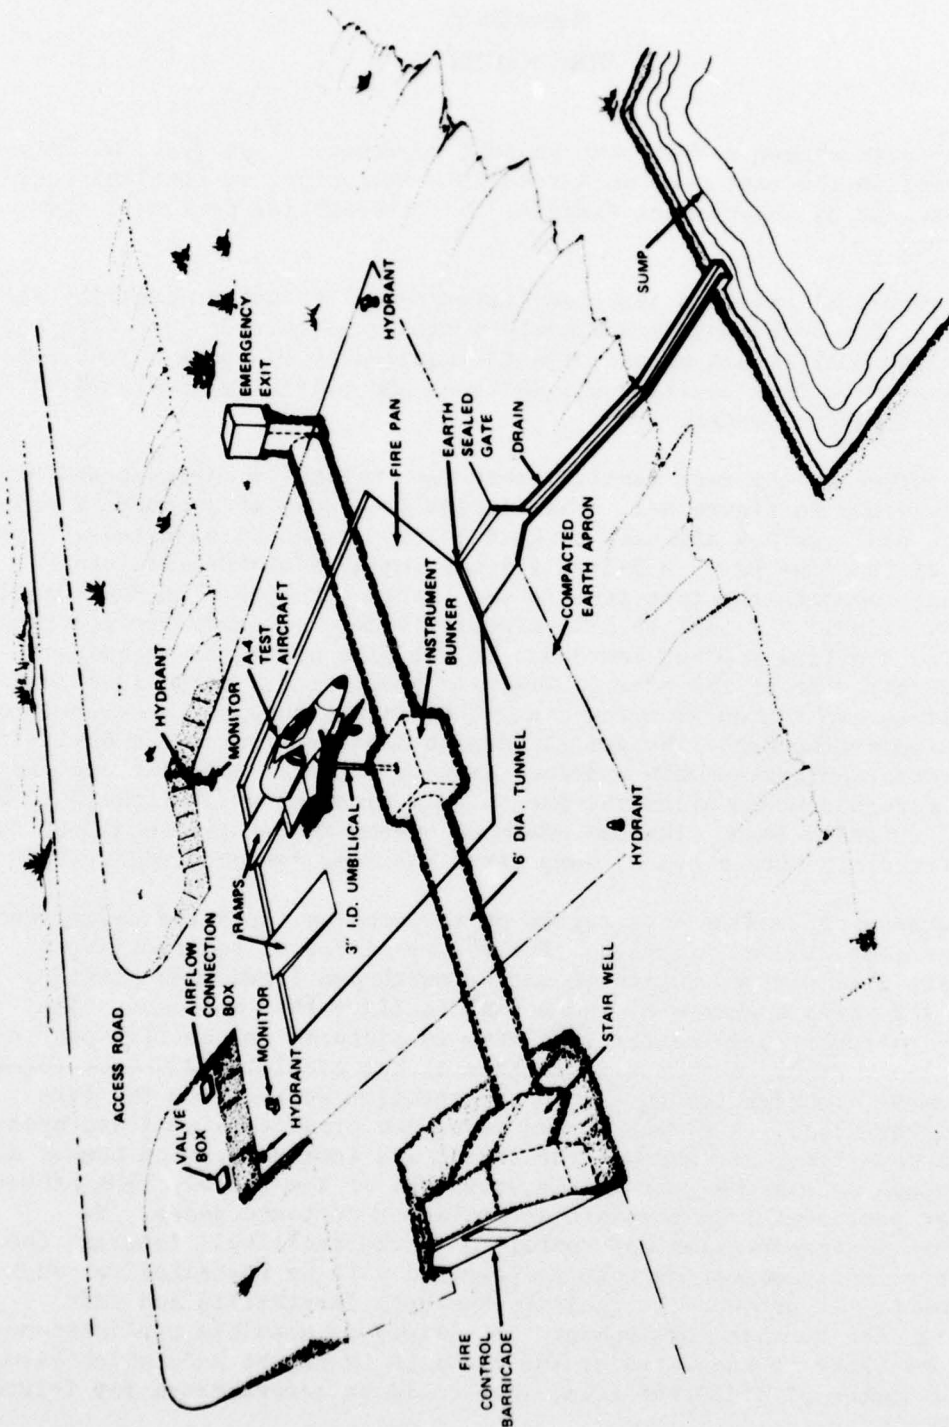 ACCESS ROAD
HYDRANT
VALVE
BOX
AIRFLOW
CONNECTION
BOX
MONITOR
RAMPS
A-4
TEST
AIRCRAFT
EMERGENCY
EXIT
MONITOR
HYDRANT
3" I.D. UMBILICAL
HYDRANT
FIRE PAN
INSTRUMENT
BUNKER
EARTH
SEALED
GATE
6' DIA. TUNNEL
FIRE
CONTROL
BARRICADE
DRAIN
COMPACTED
EARTH APRON
STAIR WELL
HYDRANT
SUMP